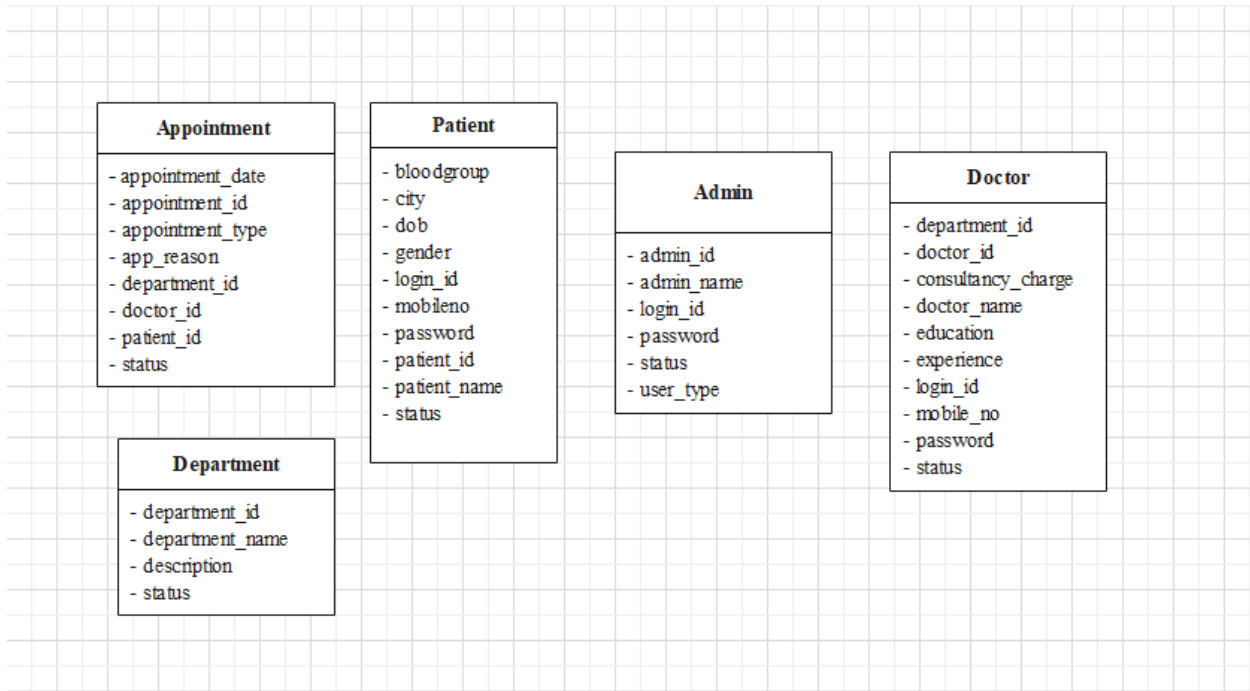 Appointment
- appointment_date
- appointment_id
- appointment_type
- app_reason
- department_id
- doctor_id
- patient_id
- status
Patient
- bloodgroup
- city
- dob
- gender
- login_id
- mobileno
- password
- patient_id
- patient_name
- status
Admin
- admin_id
- admin_name
- login_id
- password
- status
- user_type
Doctor
- department_id
- doctor_id
- consultancy_charge
- doctor_name
- education
- experience
- login_id
- mobile_no
- password
- status
Department
- department_id
- department_name
- description
- status